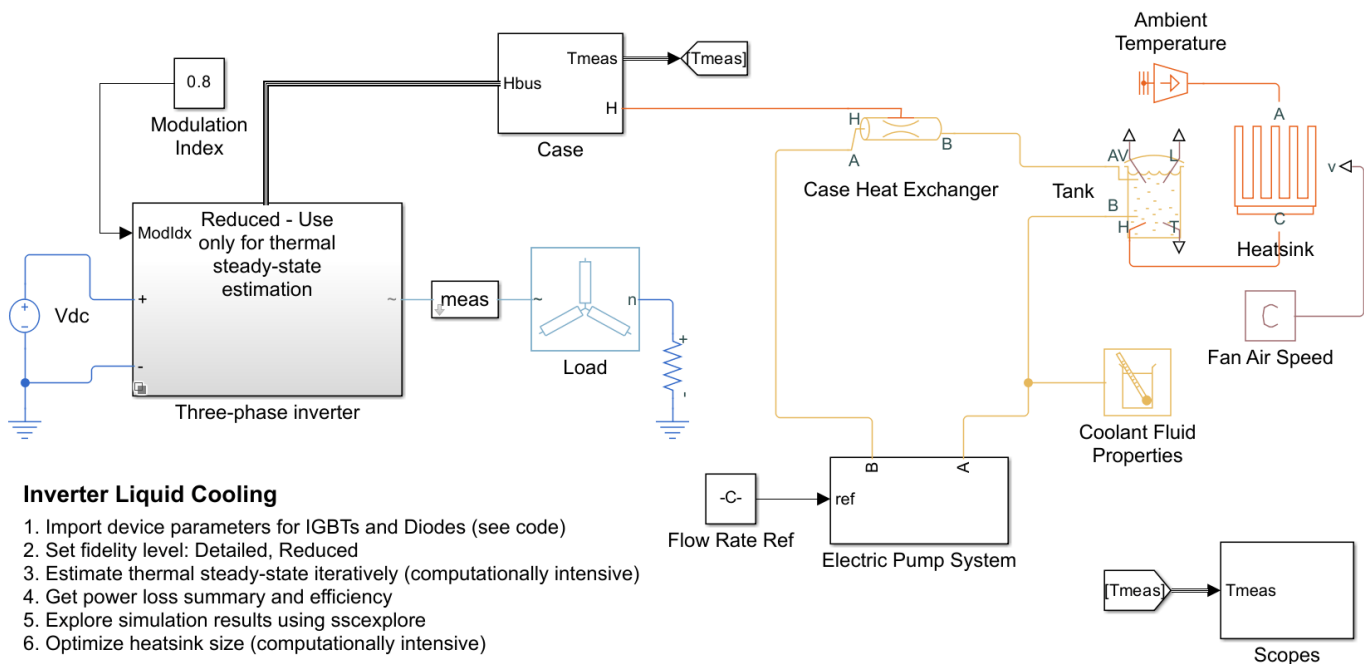 Ambient
Temperature
Tmeas
[Tmeas]
Hbus
0.8
H
Modulation
Index
Case
H
A
B
Case Heat Exchanger
A
AV
L
v
Tank
B
H
T
C
Heatsink
Reduced - Use
only for thermal
steady-state
estimation
ModIdx
+
-
~
Vdc
+
−
Three-phase inverter
meas
~
n
Load
+
-
C
Fan Air Speed
Coolant Fluid
Properties
B
A
-C-
ref
Flow Rate Ref
Electric Pump System
Inverter Liquid Cooling
1. Import device parameters for IGBTs and Diodes (see code)
2. Set fidelity level: Detailed, Reduced
3. Estimate thermal steady-state iteratively (computationally intensive)
4. Get power loss summary and efficiency
5. Explore simulation results using sscexplore
6. Optimize heatsink size (computationally intensive)
[Tmeas]
Tmeas
Scopes